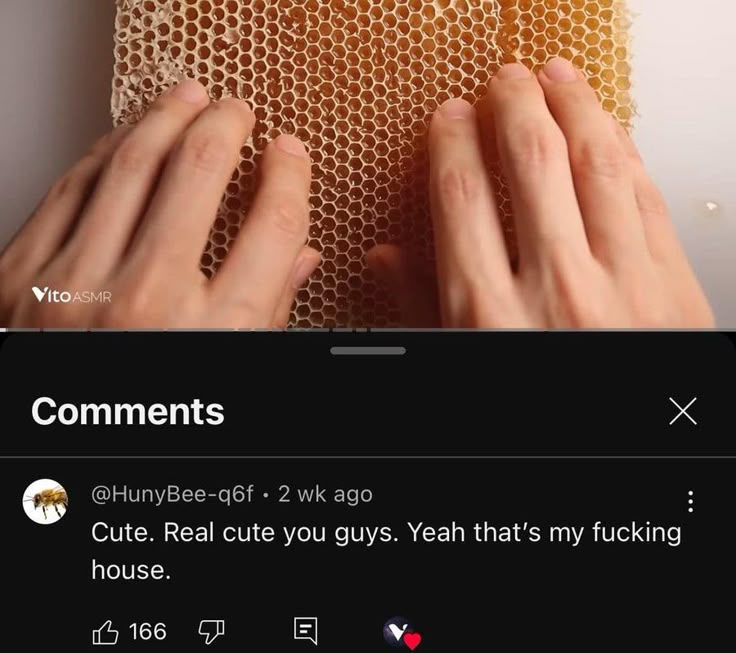 VitoASMR
Comments
@HunyBee-q6f • 2 wk ago
Cute. Real cute you guys. Yeah that's my fucking
house.
166